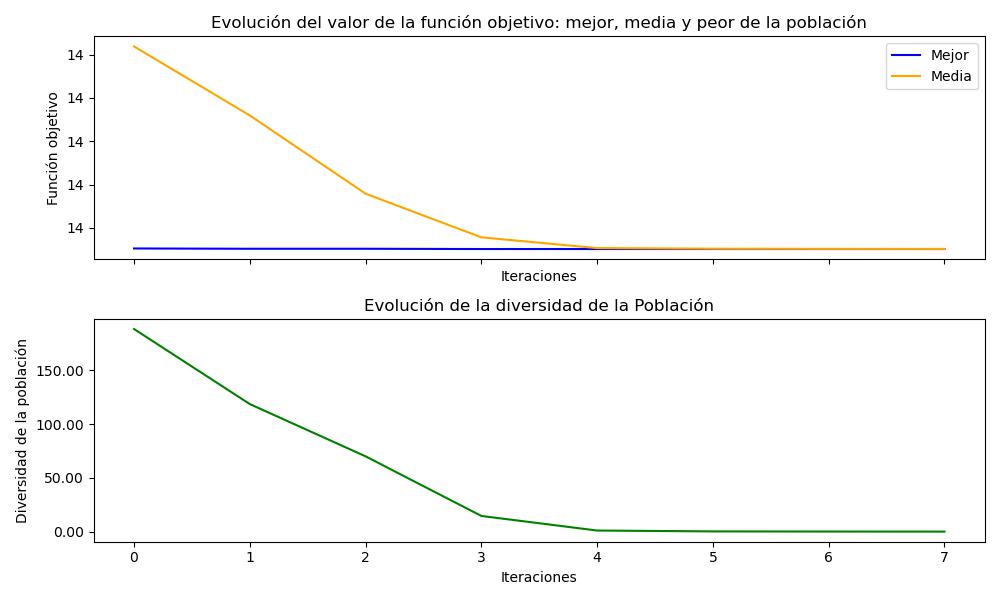 Evolución del valor de la función objetivo: mejor, media y peor de la población
Función objetivo
14
14
14
14
14
Mejor
Media
Iteraciones
Evolución de la diversidad de la Población
Diversidad de la población
150.00
100.00
50.00
0.00
0 1 2 3 4 5 6 7
Iteraciones